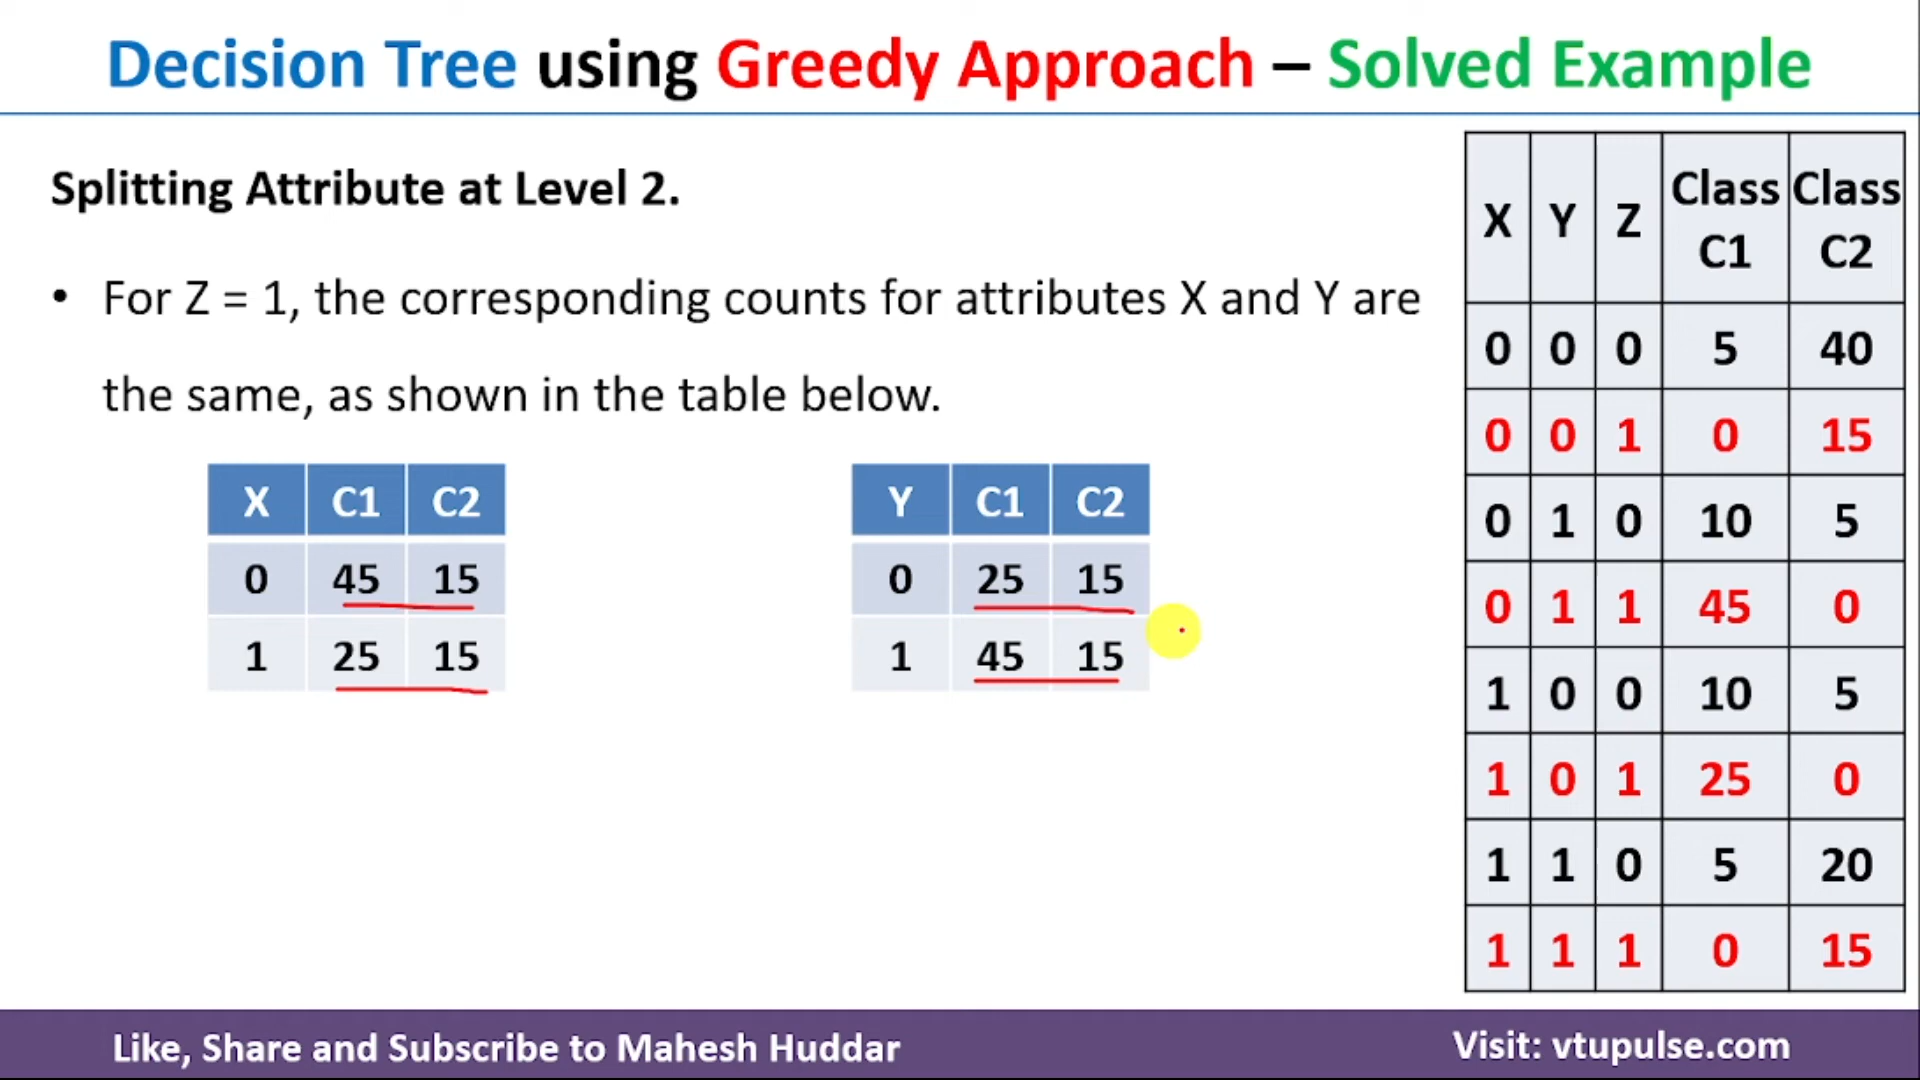 Decision Tree using Greedy Approach – Solved Example
Splitting Attribute at Level 2.
• For Z = 1, the corresponding counts for attributes X and Y are
the same, as shown in the table below.
X C1 C2
0 45 15
1 25 15
Y C1 C2
0 25 15
1 45 15
X Y Z Class C1 Class C2
0 0 0 5 40
0 0 1 0 15
0 1 0 10 5
0 1 1 45 0
1 0 0 10 5
1 0 1 25 0
1 1 0 5 20
1 1 1 0 15
Like, Share and Subscribe to Mahesh Huddar
Visit: vtupulse.com